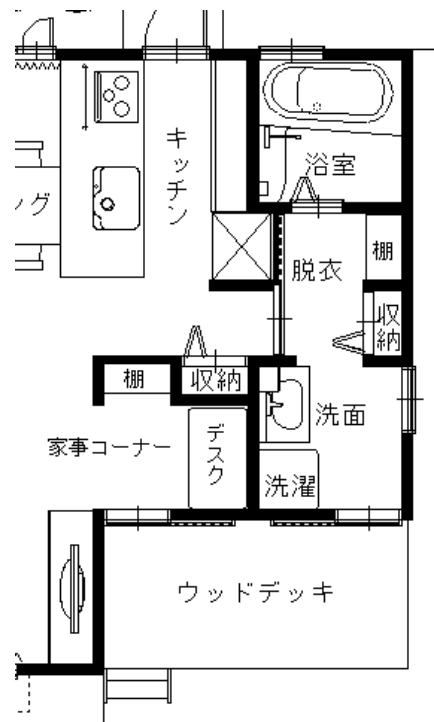 キッチン
浴室
ング
脱衣
棚
収納
棚
収納
洗面
デスク
家事コーナー
洗濯
ウッドデッキ